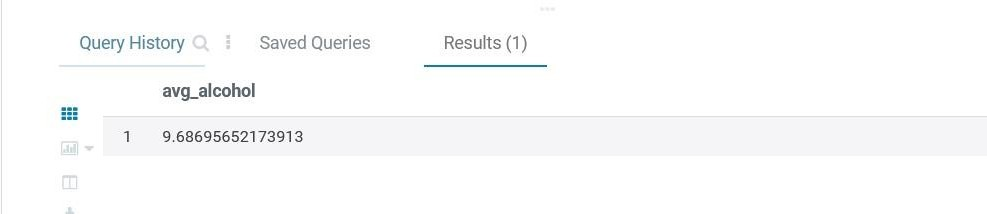 Query History Saved Queries Results (1)
avg_alcohol
1 9.68695652173913